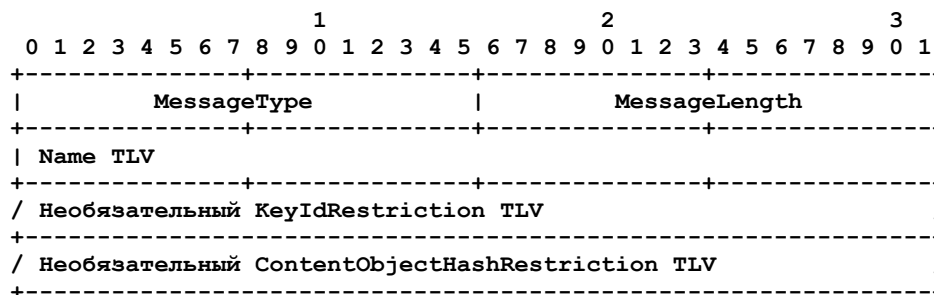 1 2 3
0 1 2 3 4 5 6 7 8 9 0 1 2 3 4 5 6 7 8 9 0 1 2 3 4 5 6 7 8 9 0 1
+---------------+---------------+---------------+--------------
| MessageType | MessageLength
+---------------+---------------+---------------+--------------
| Name TLV
+---------------+---------------+---------------+--------------
/ Необязательный KeyIdRestriction TLV
+--------------------------------------------------------------
/ Необязательный ContentObjectHashRestriction TLV
+--------------------------------------------------------------